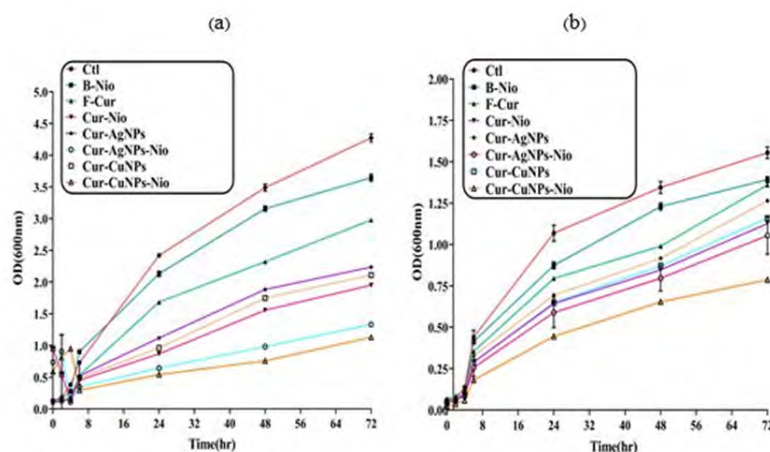 (a)
Ctl
B-Nio
F-Cur
Cur-Nio
Cur-AgNPs
Cur-AgNPs-Nio
Cur-CuNPs
Cur-CuNPs-Nio
OD(600nm)
5.0
4.5
4.0
3.5
3.0
2.5
2.0
1.5
1.0
0.5
0.0
0 8 16 24 32 40 48 56 64 72
Time(hr)
(b)
Ctl
B-Nio
F-Cur
Cur-Nio
Cur-AgNPs
Cur-AgNPs-Nio
Cur-CuNPs
Cur-CuNPs-Nio
OD(600nm)
2.00
1.75
1.50
1.25
1.00
0.75
0.50
0.25
0.00
0 8 16 24 32 40 48 56 64 72
Time(hr)